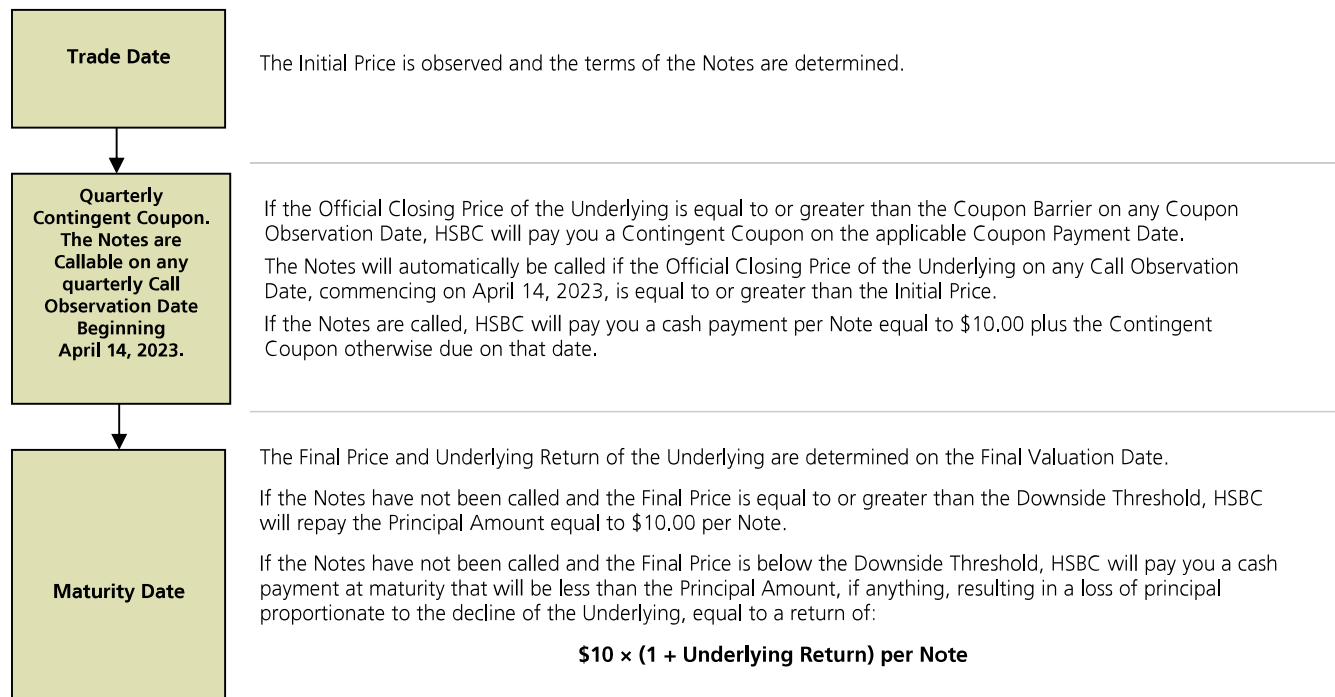 Trade Date
The Initial Price is observed and the terms of the Notes are determined.
Quarterly
Contingent Coupon.
The Notes are
Callable on any
quarterly Call
Observation Date
Beginning
April 14, 2023.
If the Official Closing Price of the Underlying is equal to or greater than the Coupon Barrier on any Coupon
Observation Date, HSBC will pay you a Contingent Coupon on the applicable Coupon Payment Date.
The Notes will automatically be called if the Official Closing Price of the Underlying on any Call Observation
Date, commencing on April 14, 2023, is equal to or greater than the Initial Price.
If the Notes are called, HSBC will pay you a cash payment per Note equal to $10.00 plus the Contingent
Coupon otherwise due on that date.
Maturity Date
The Final Price and Underlying Return of the Underlying are determined on the Final Valuation Date.
If the Notes have not been called and the Final Price is equal to or greater than the Downside Threshold, HSBC
will repay the Principal Amount equal to $10.00 per Note.
If the Notes have not been called and the Final Price is below the Downside Threshold, HSBC will pay you a cash
payment at maturity that will be less than the Principal Amount, if anything, resulting in a loss of principal
proportionate to the decline of the Underlying, equal to a return of:
$10 × (1 + Underlying Return) per Note